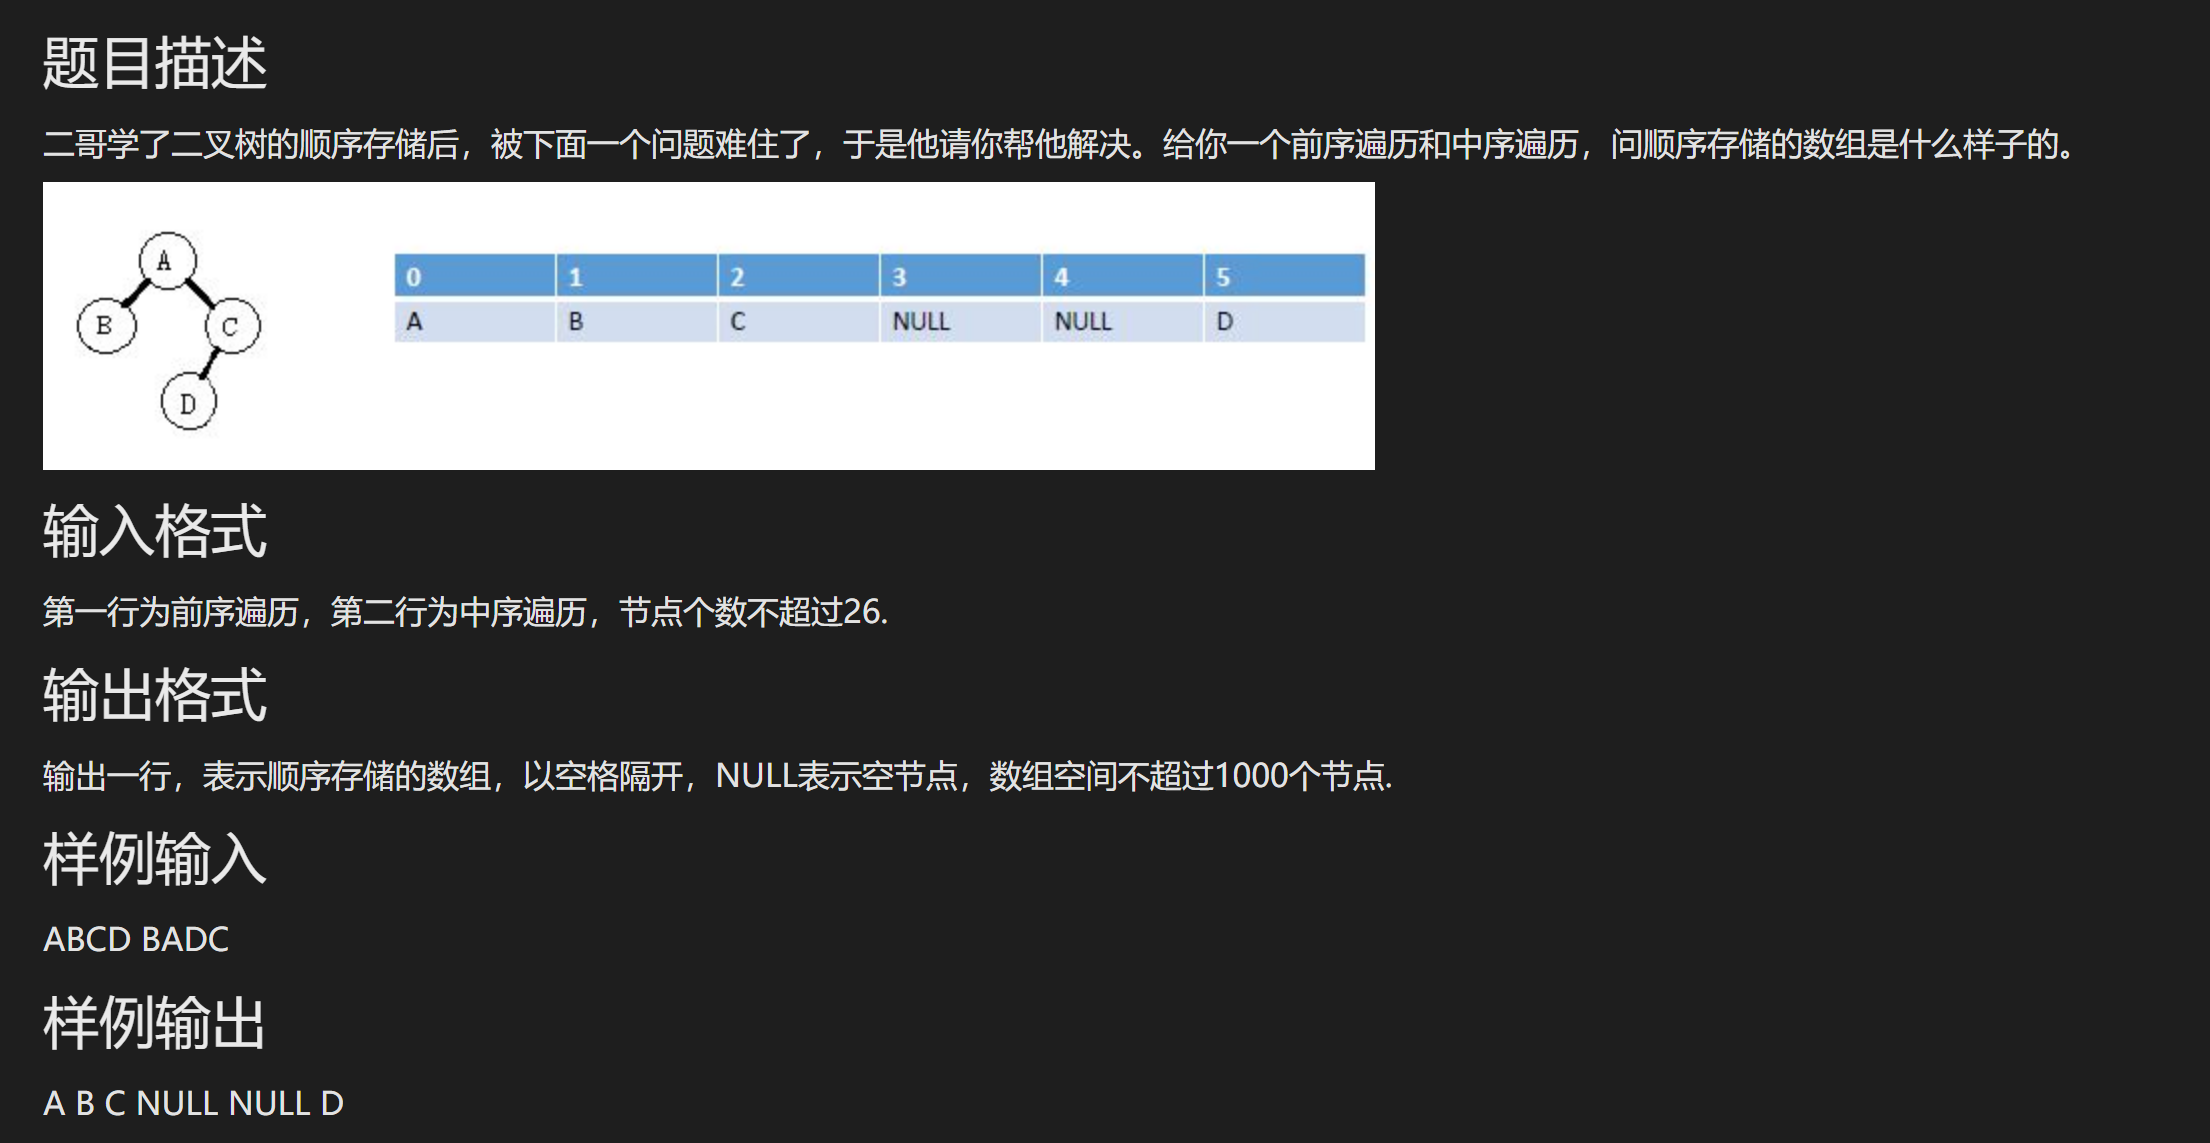 题目描述
二哥学了二叉树的顺序存储后，被下面一个问题难住了，于是他请你帮他解决。给你一个前序遍历和中序遍历，问顺序存储的数组是什么样子的。
A
B
C
D
0 1 2 3 4 5
A B C NULL NULL D
输入格式
第一行为前序遍历，第二行为中序遍历，节点个数不超过26.
输出格式
输出一行，表示顺序存储的数组，以空格隔开，NULL表示空节点，数组空间不超过1000个节点.
样例输入
ABCD BADC
样例输出
A B C NULL NULL D